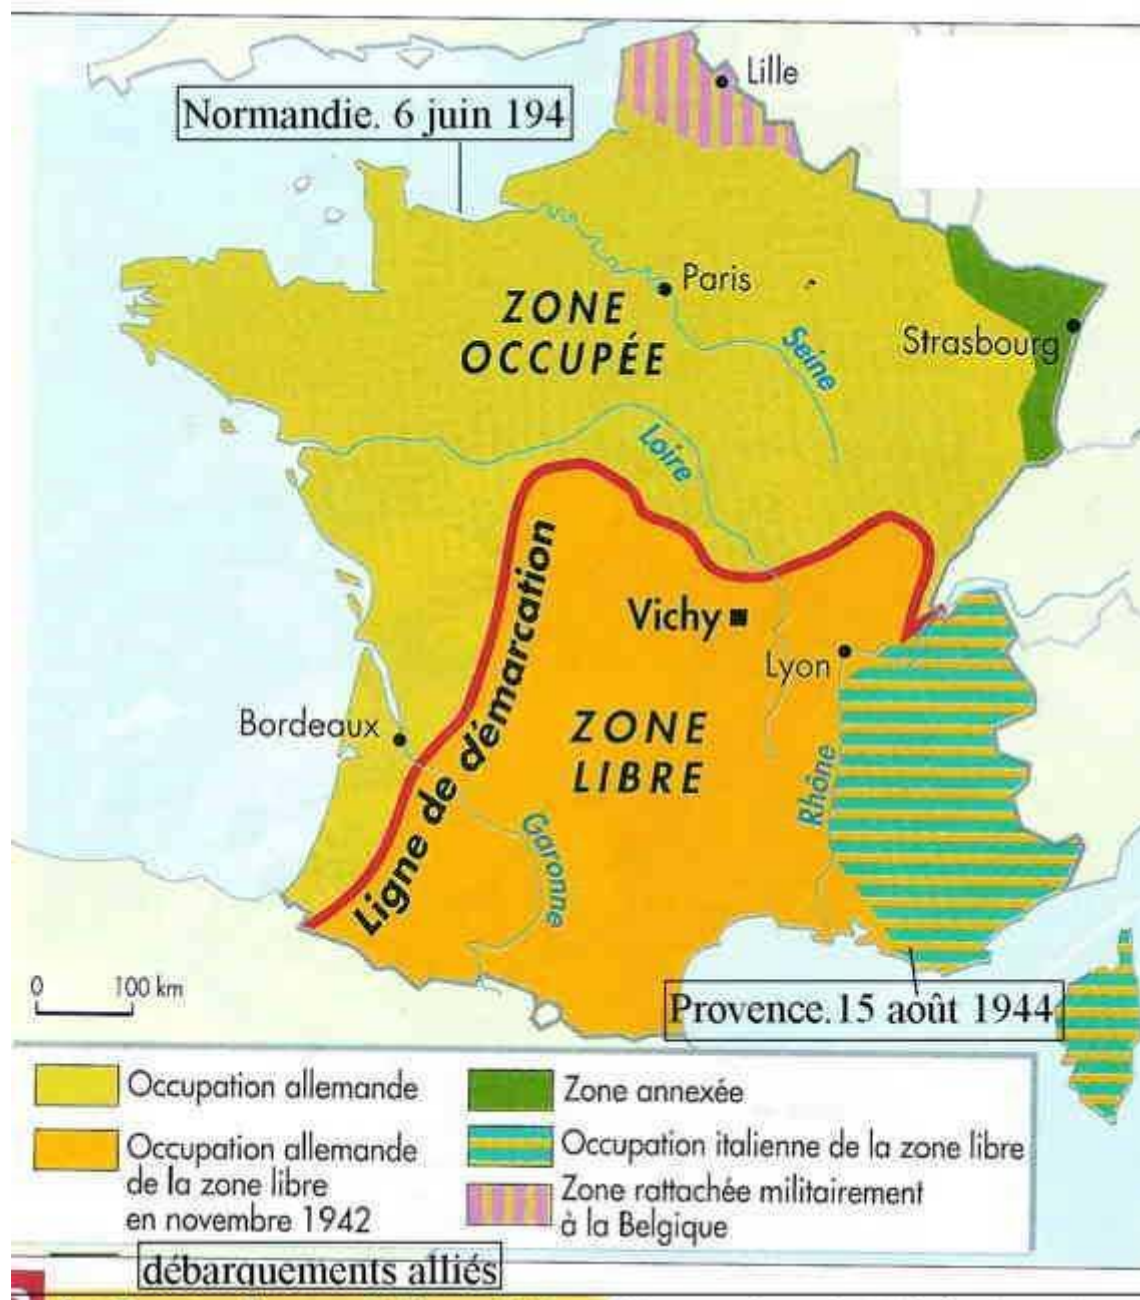 Lille
Normandie. 6 juin 194
Paris
ZONE
OCCUPÉE
Seine
Strasbourg
Loire
Ligne de démarcation
Vichy
Lyon
Bordeaux
ZONE
LIBRE
Rhône
Garonne
0 100 km
Provence.15 août 1944
Occupation allemande
Occupation allemande
de la zone libre
en novembre 1942
Zone annexée
Occupation italienne de la zone libre
Zone rattachée militairement
à la Belgique
débarquements alliés